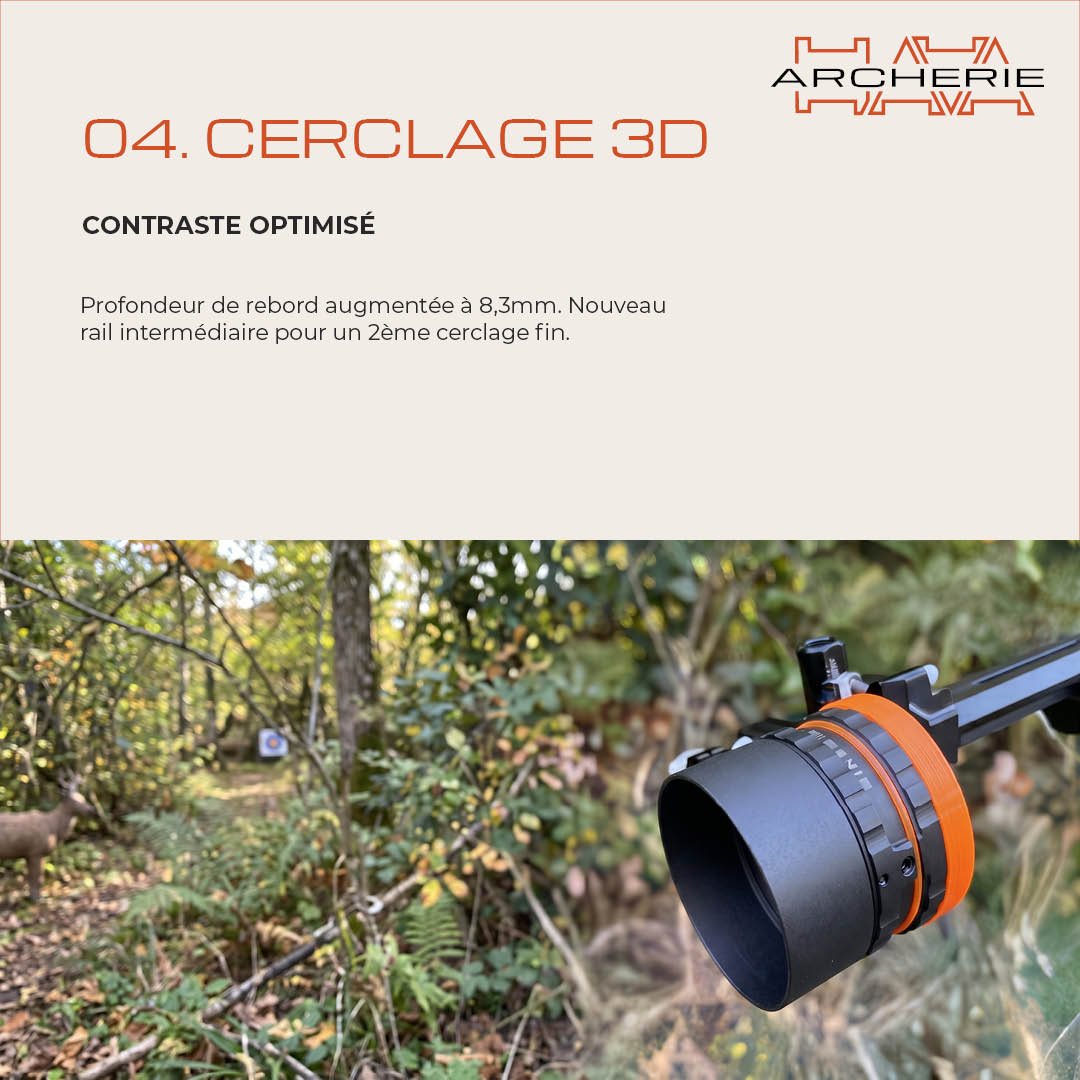 ARCHERIE
04. CERCLAGE 3D
CONTRASTE OPTIMISÉ
Profondeur de rebord augmentée à 8,3mm. Nouveau
rail intermédiaire pour un 2ème cerclage fin.